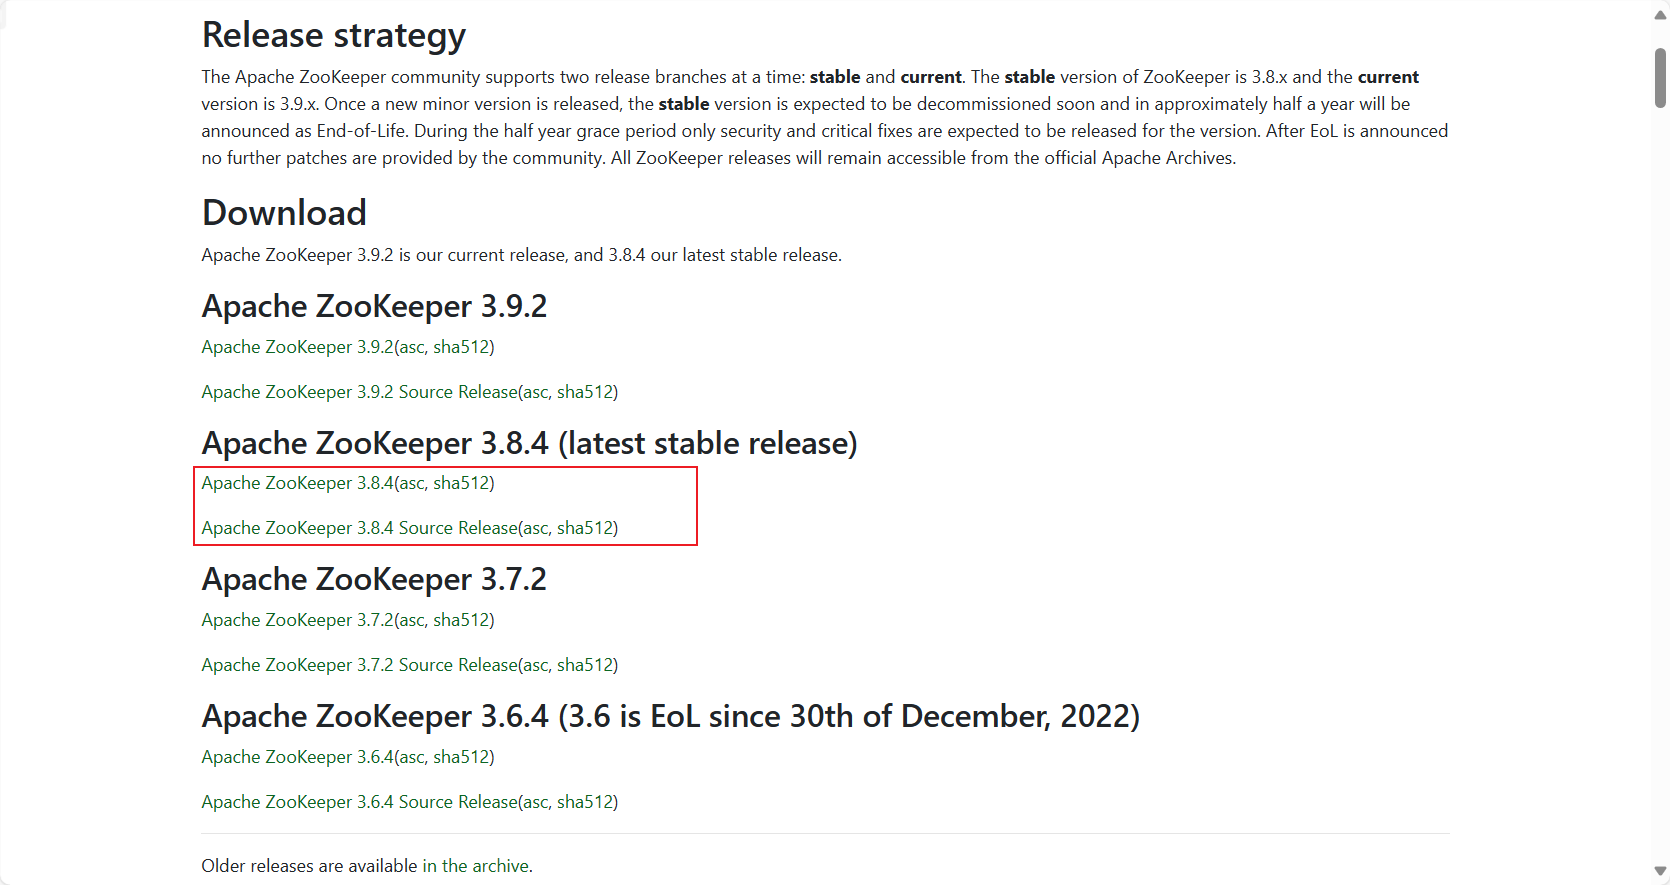 Release strategy
The Apache ZooKeeper community supports two release branches at a time: stable and current. The stable version of ZooKeeper is 3.8.x and the current
version is 3.9.x. Once a new minor version is released, the stable version is expected to be decommissioned soon and in approximately half a year will be
announced as End-of-Life. During the half year grace period only security and critical fixes are expected to be released for the version. After EoL is announced
no further patches are provided by the community. All ZooKeeper releases will remain accessible from the official Apache Archives.
Download
Apache ZooKeeper 3.9.2 is our current release, and 3.8.4 our latest stable release.
Apache ZooKeeper 3.9.2
Apache ZooKeeper 3.9.2(asc, sha512)
Apache ZooKeeper 3.9.2 Source Release(asc, sha512)
Apache ZooKeeper 3.8.4 (latest stable release)
Apache ZooKeeper 3.8.4(asc, sha512)
Apache ZooKeeper 3.8.4 Source Release(asc, sha512)
Apache ZooKeeper 3.7.2
Apache ZooKeeper 3.7.2(asc, sha512)
Apache ZooKeeper 3.7.2 Source Release(asc, sha512)
Apache ZooKeeper 3.6.4 (3.6 is EoL since 30th of December, 2022)
Apache ZooKeeper 3.6.4(asc, sha512)
Apache ZooKeeper 3.6.4 Source Release(asc, sha512)
Older releases are available in the archive.